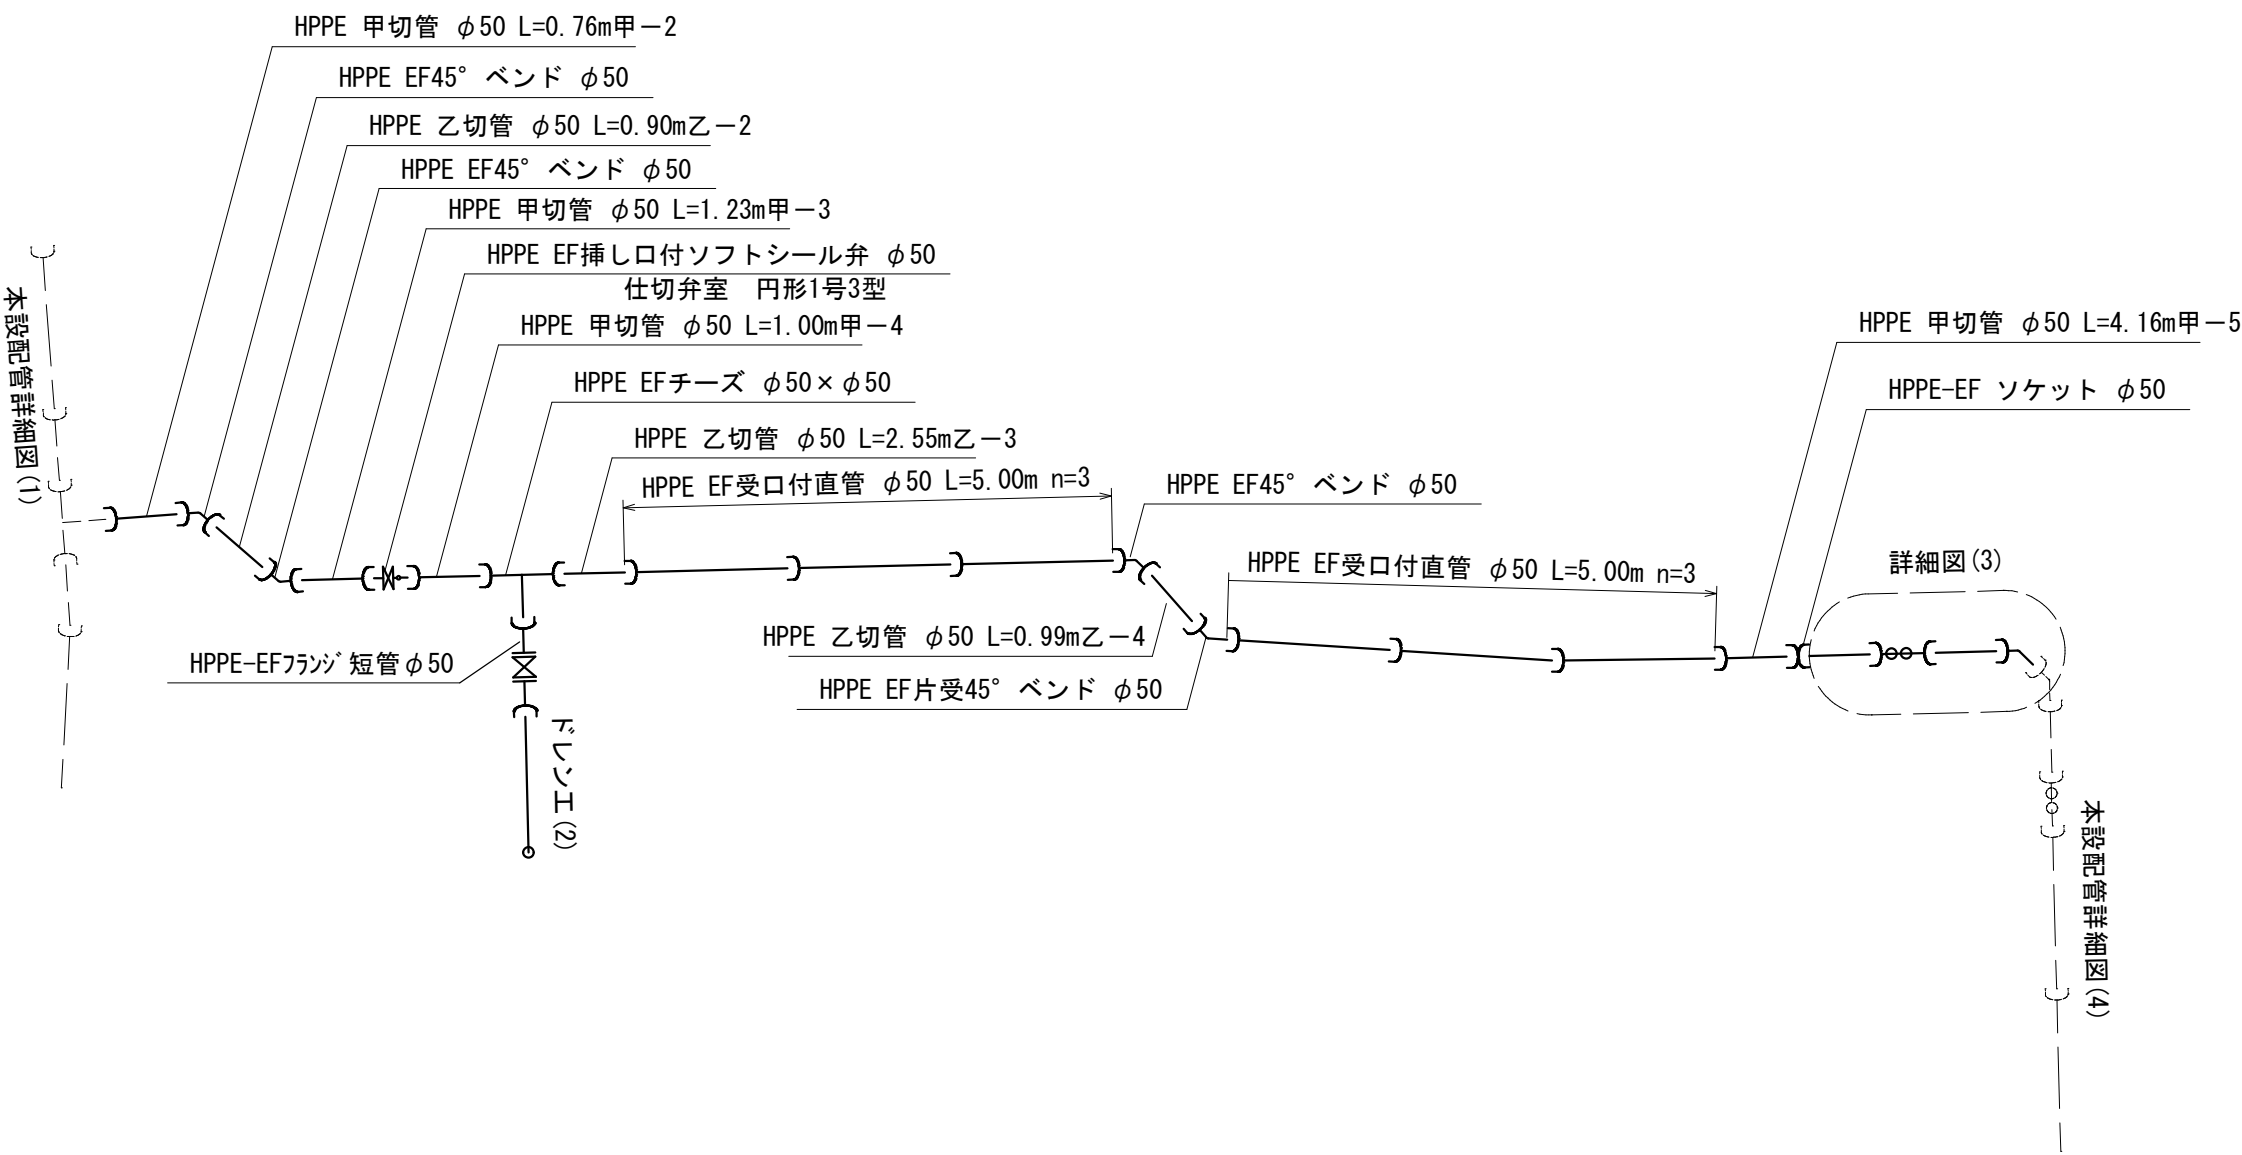 HPPE 甲切管 φ50 L=0.76m甲－2
HPPE EF45° ベンド φ50
HPPE 乙切管 φ50 L=0.90m乙－2
HPPE EF45° ベンド φ50
HPPE 甲切管 φ50 L=1.23m甲－3
HPPE EF挿し口付ソフトシール弁 φ50
仕切弁室　円形1号3型
HPPE 甲切管 φ50 L=1.00m甲－4
HPPE EFチーズ φ50×φ50
HPPE 乙切管 φ50 L=2.55m乙－3
HPPE EF受口付直管 φ50 L=5.00m n=3
HPPE EF45° ベンド φ50
HPPE EF受口付直管 φ50 L=5.00m n=3
HPPE 甲切管 φ50 L=4.16m甲－5
HPPE-EF ソケット φ50
詳細図(3)
HPPE 乙切管 φ50 L=0.99m乙－4
HPPE EF片受45° ベンド φ50
HPPE-EFﾌﾗﾝｼﾞ短管φ50
ドレン工(2)
本設配管詳細図(1)
本設配管詳細図(4)